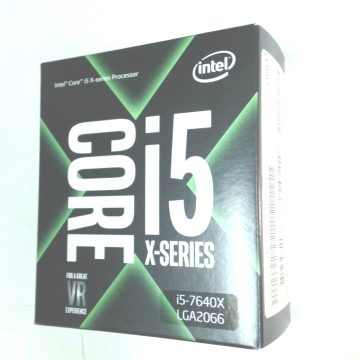 intel
Intel® Core™ i5 X-series Processor
CORE
i5
X-SERIES
FOR A GREAT
VR
EXPERIENCE
i5-7640X
LGA2066